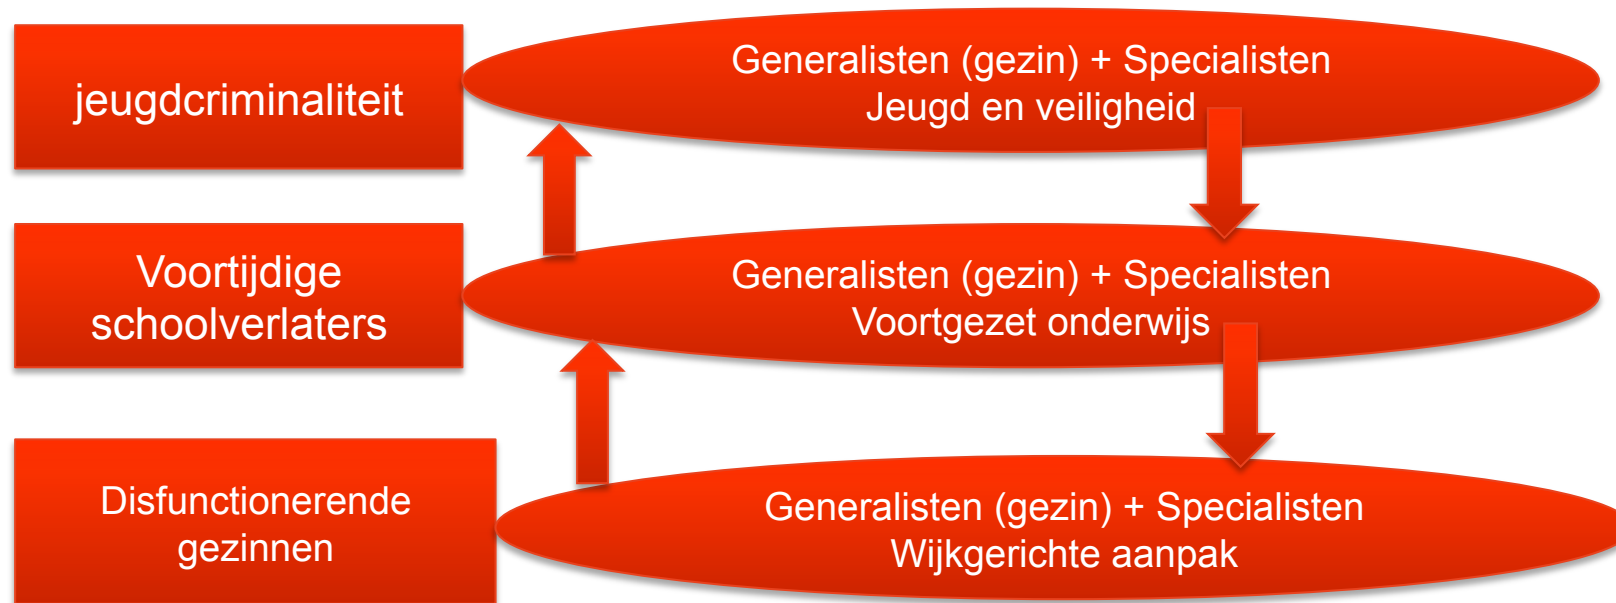 jeugdcriminaliteit
Generalisten (gezin) + Specialisten
Jeugd en veiligheid
Voortijdige
schoolverlaters
Generalisten (gezin) + Specialisten
Voortgezet onderwijs
Disfunctionerende
gezinnen
Generalisten (gezin) + Specialisten
Wijkgerichte aanpak